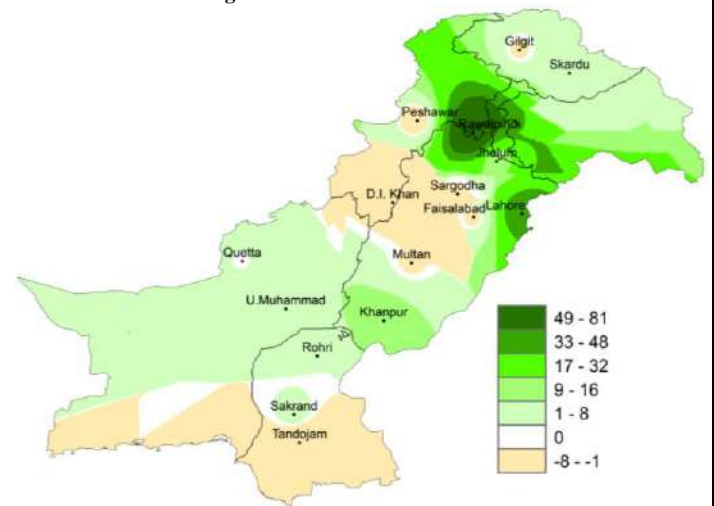 Gilgit
Skardu
Peshawar
Rawalpindi
Jhelum
Sargodha
D.I. Khan
Faisalabad
Lahore
Quetta
Multan
U.Muhammad
Khanpur
Rohri
Sakrand
Tandojam
49 - 81
33 - 48
17 - 32
9 - 16
1 - 8
0
-8 - -1